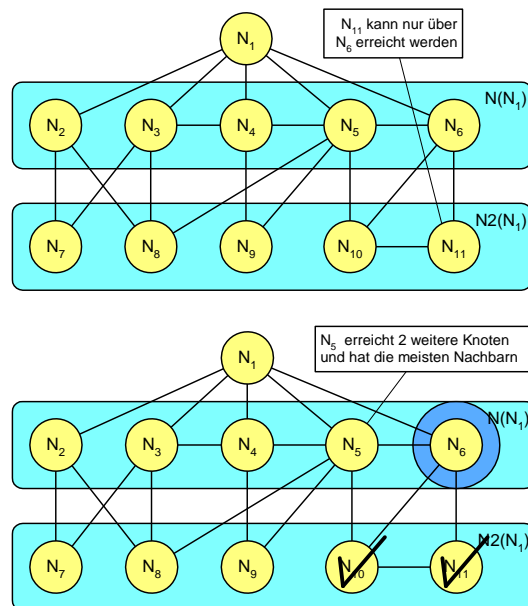 N11 kann nur über
N6 erreicht werden
N1
N(N1)
N2 N3 N4 N5 N6
N2(N1)
N7 N8 N9 N10 N11
N5 erreicht 2 weitere Knoten
und hat die meisten Nachbarn
N1
N(N1)
N2 N3 N4 N5 N6
N2(N1)
N7 N8 N9 N10 N11